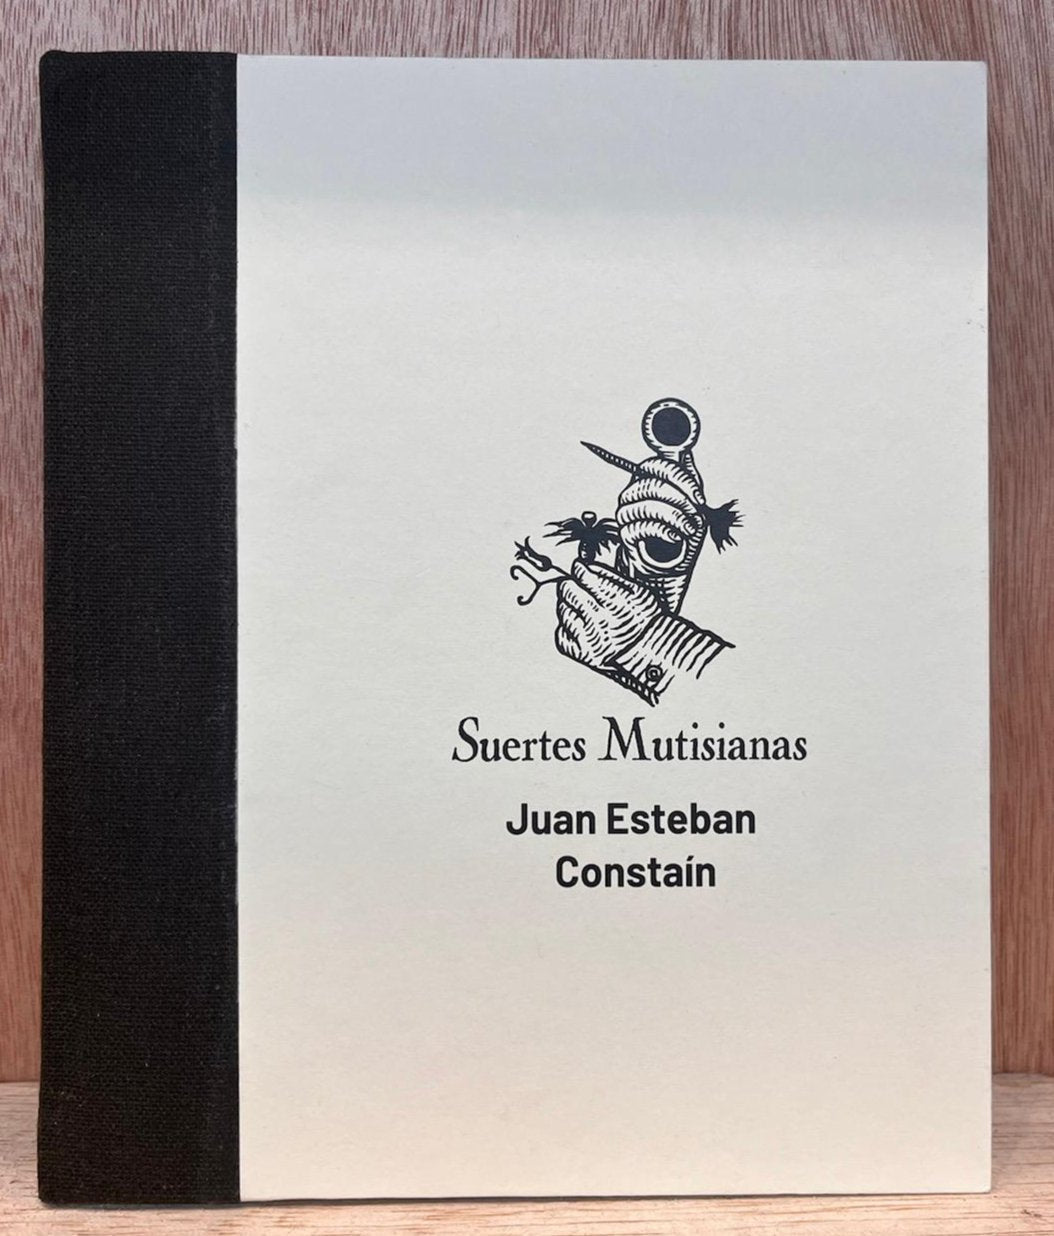 Suertes Mutisianas
Juan Esteban
Constaín